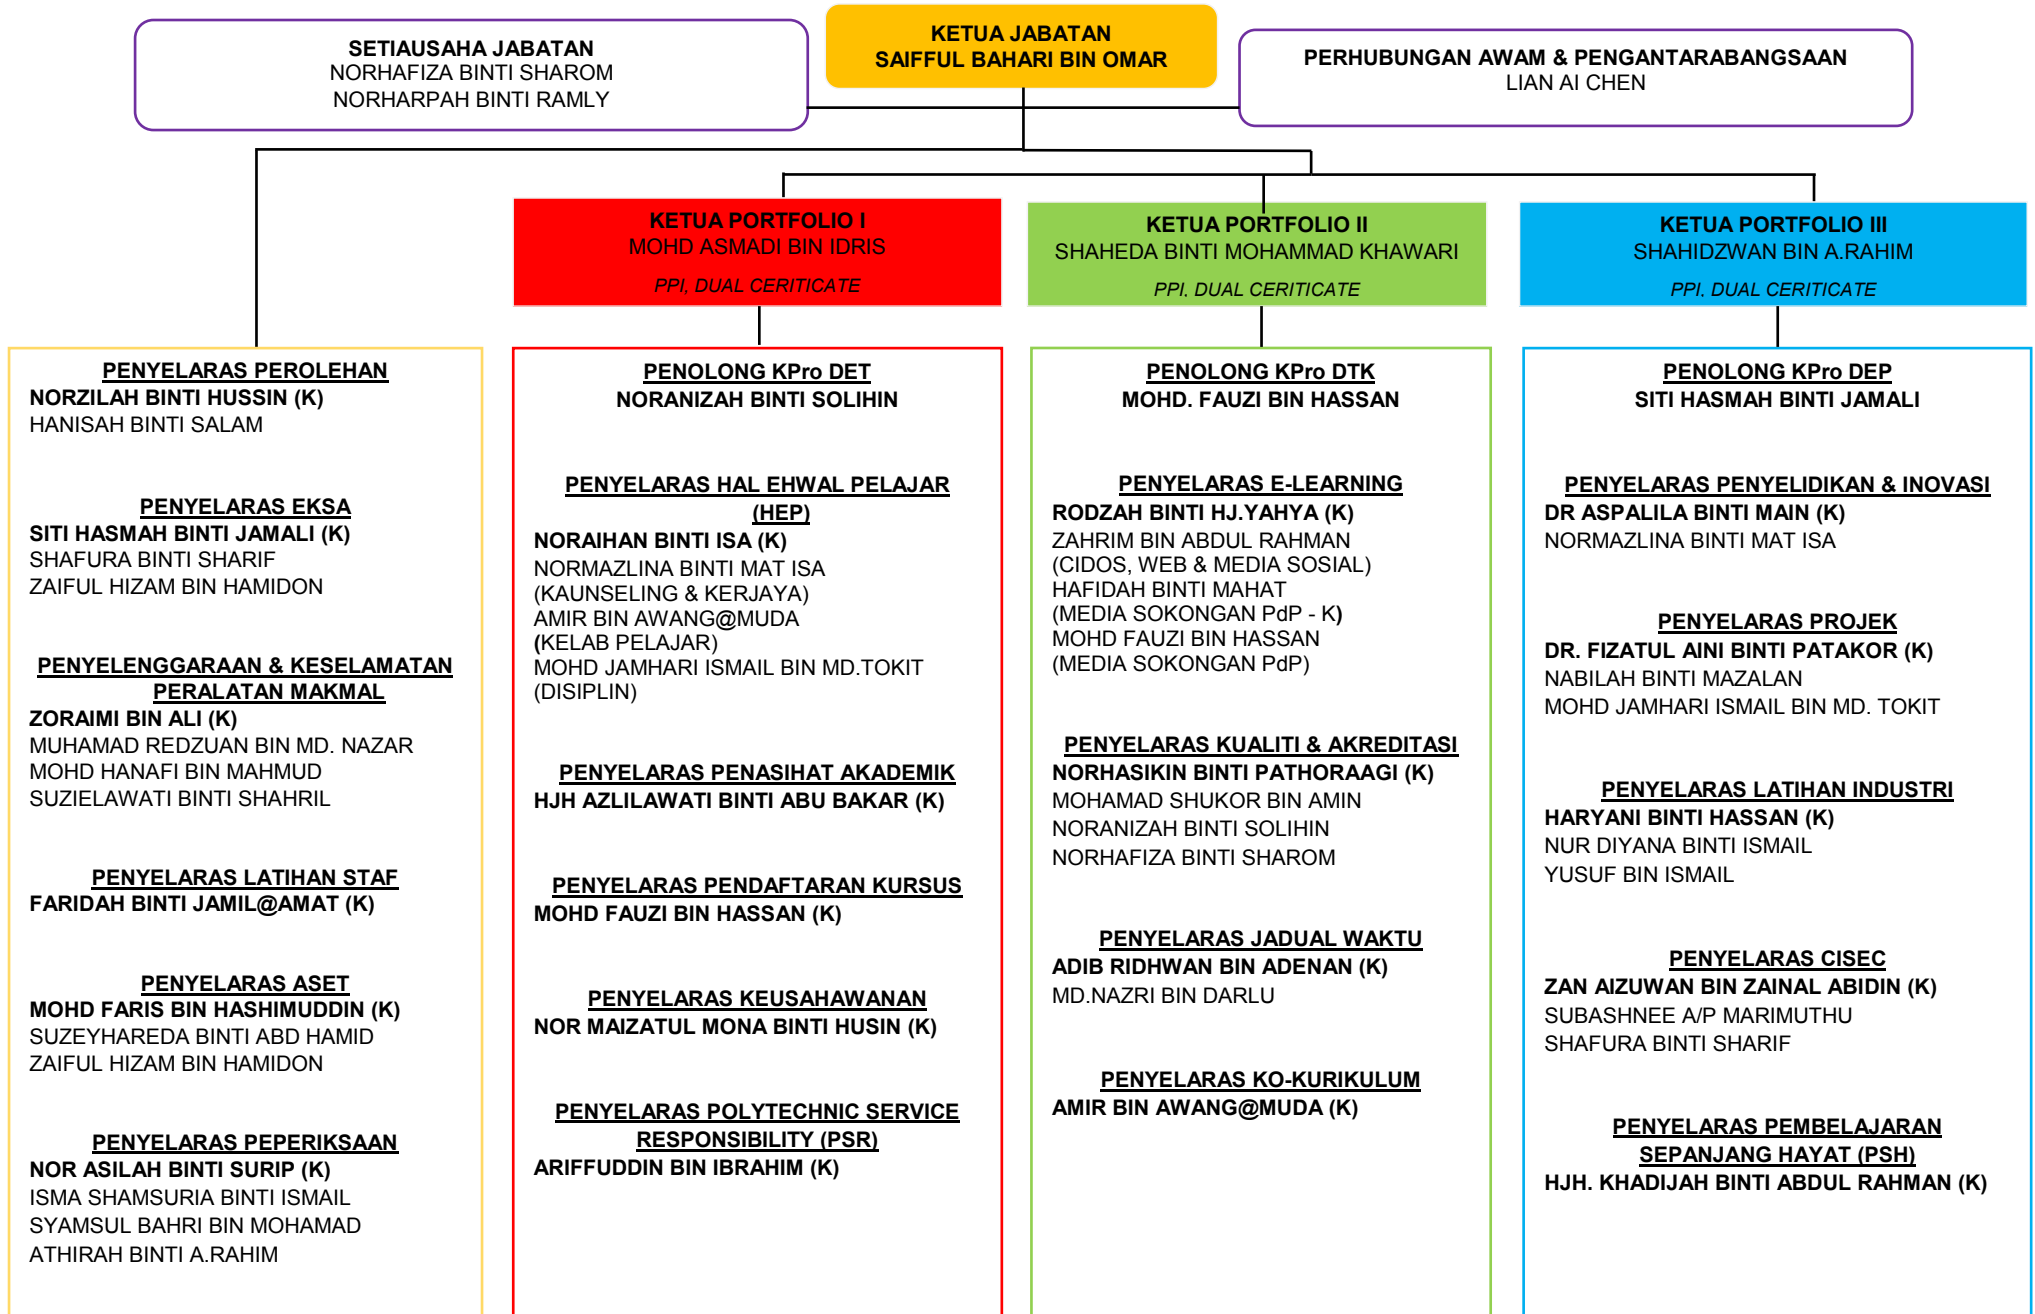 SETIAUSAHA JABATAN
NORHAFIZA BINTI SHAROM
NORHARPAH BINTI RAMLY
KETUA JABATAN
SAIFFUL BAHARI BIN OMAR
PERHUBUNGAN AWAM & PENGANTARABANGSAAN
LIAN AI CHEN
KETUA PORTFOLIO I
MOHD ASMADI BIN IDRIS
PPI, DUAL CERITICATE
KETUA PORTFOLIO II
SHAHEDA BINTI MOHAMMAD KHAWARI
PPI, DUAL CERITICATE
KETUA PORTFOLIO III
SHAHIDZWAN BIN A.RAHIM
PPI, DUAL CERITICATE
PENYELARAS PEROLEHAN
NORZILAH BINTI HUSSIN (K)
HANISAH BINTI SALAM
PENYELARAS EKSA
SITI HASMAH BINTI JAMALI (K)
SHAFURA BINTI SHARIF
ZAIFUL HIZAM BIN HAMIDON
PENYELENGGARAAN & KESELAMATAN
PERALATAN MAKMAL
ZORAIMI BIN ALI (K)
MUHAMAD REDZUAN BIN MD. NAZAR
MOHD HANAFI BIN MAHMUD
SUZIELAWATI BINTI SHAHRIL
PENYELARAS LATIHAN STAF
FARIDAH BINTI JAMIL@AMAT (K)
PENYELARAS ASET
MOHD FARIS BIN HASHIMUDDIN (K)
SUZEYHAREDA BINTI ABD HAMID
ZAIFUL HIZAM BIN HAMIDON
PENYELARAS PEPERIKSAAN
NOR ASILAH BINTI SURIP (K)
ISMA SHAMSURIA BINTI ISMAIL
SYAMSUL BAHRI BIN MOHAMAD
ATHIRAH BINTI A.RAHIM
PENOLONG KPro DET
NORANIZAH BINTI SOLIHIN
PENYELARAS HAL EHWAL PELAJAR
(HEP)
NORAIHAN BINTI ISA (K)
NORMAZLINA BINTI MAT ISA
(KAUNSELING & KERJAYA)
AMIR BIN AWANG@MUDA
(KELAB PELAJAR)
MOHD JAMHARI ISMAIL BIN MD.TOKIT
(DISIPLIN)
PENYELARAS PENASIHAT AKADEMIK
HJH AZLILAWATI BINTI ABU BAKAR (K)
PENYELARAS PENDAFTARAN KURSUS
MOHD FAUZI BIN HASSAN (K)
PENYELARAS KEUSAHAWANAN
NOR MAIZATUL MONA BINTI HUSIN (K)
PENYELARAS POLYTECHNIC SERVICE
RESPONSIBILITY (PSR)
ARIFFUDDIN BIN IBRAHIM (K)
PENOLONG KPro DTK
MOHD. FAUZI BIN HASSAN
PENYELARAS E-LEARNING
RODZAH BINTI HJ.YAHYA (K)
ZAHRIM BIN ABDUL RAHMAN
(CIDOS, WEB & MEDIA SOSIAL)
HAFIDAH BINTI MAHAT
(MEDIA SOKONGAN PdP - K)
MOHD FAUZI BIN HASSAN
(MEDIA SOKONGAN PdP)
PENYELARAS KUALITI & AKREDITASI
NORHASIKIN BINTI PATHORAAGI (K)
MOHAMAD SHUKOR BIN AMIN
NORANIZAH BINTI SOLIHIN
NORHAFIZA BINTI SHAROM
PENYELARAS JADUAL WAKTU
ADIB RIDHWAN BIN ADENAN (K)
MD.NAZRI BIN DARLU
PENYELARAS KO-KURIKULUM
AMIR BIN AWANG@MUDA (K)
PENOLONG KPro DEP
SITI HASMAH BINTI JAMALI
PENYELARAS PENYELIDIKAN & INOVASI
DR ASPALILA BINTI MAIN (K)
NORMAZLINA BINTI MAT ISA
PENYELARAS PROJEK
DR. FIZATUL AINI BINTI PATAKOR (K)
NABILAH BINTI MAZALAN
MOHD JAMHARI ISMAIL BIN MD. TOKIT
PENYELARAS LATIHAN INDUSTRI
HARYANI BINTI HASSAN (K)
NUR DIYANA BINTI ISMAIL
YUSUF BIN ISMAIL
PENYELARAS CISEC
ZAN AIZUWAN BIN ZAINAL ABIDIN (K)
SUBASHNEE A/P MARIMUTHU
SHAFURA BINTI SHARIF
PENYELARAS PEMBELAJARAN
SEPANJANG HAYAT (PSH)
HJH. KHADIJAH BINTI ABDUL RAHMAN (K)